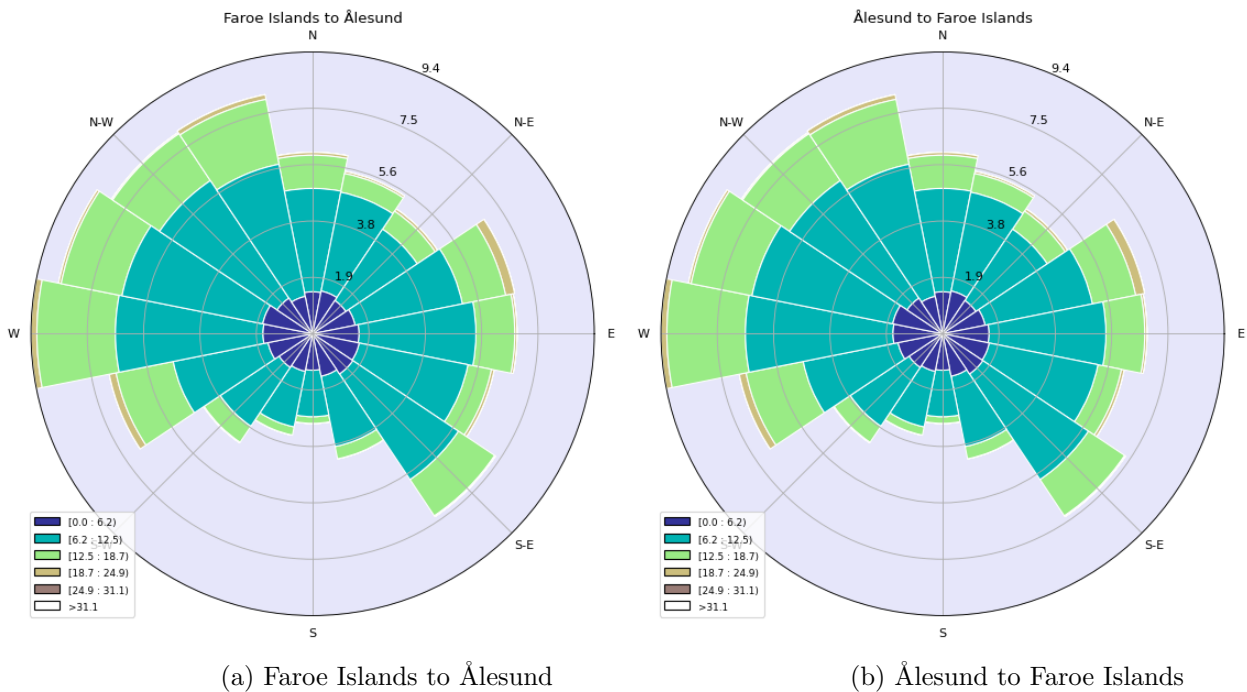 Faroe Islands to Ålesund
N
9.4
N-W
N-E
7.5
5.6
3.8
1.9
W
E
[0.0 : 6.2)
[6.2 : 12.5)
[12.5 : 18.7)
[18.7 : 24.9)
[24.9 : 31.1)
>31.1
S-W
S-E
S
(a) Faroe Islands to Ålesund
Ålesund to Faroe Islands
N
9.4
N-W
N-E
7.5
5.6
3.8
1.9
W
E
[0.0 : 6.2)
[6.2 : 12.5)
[12.5 : 18.7)
[18.7 : 24.9)
[24.9 : 31.1)
>31.1
S-W
S-E
S
(b) Ålesund to Faroe Islands